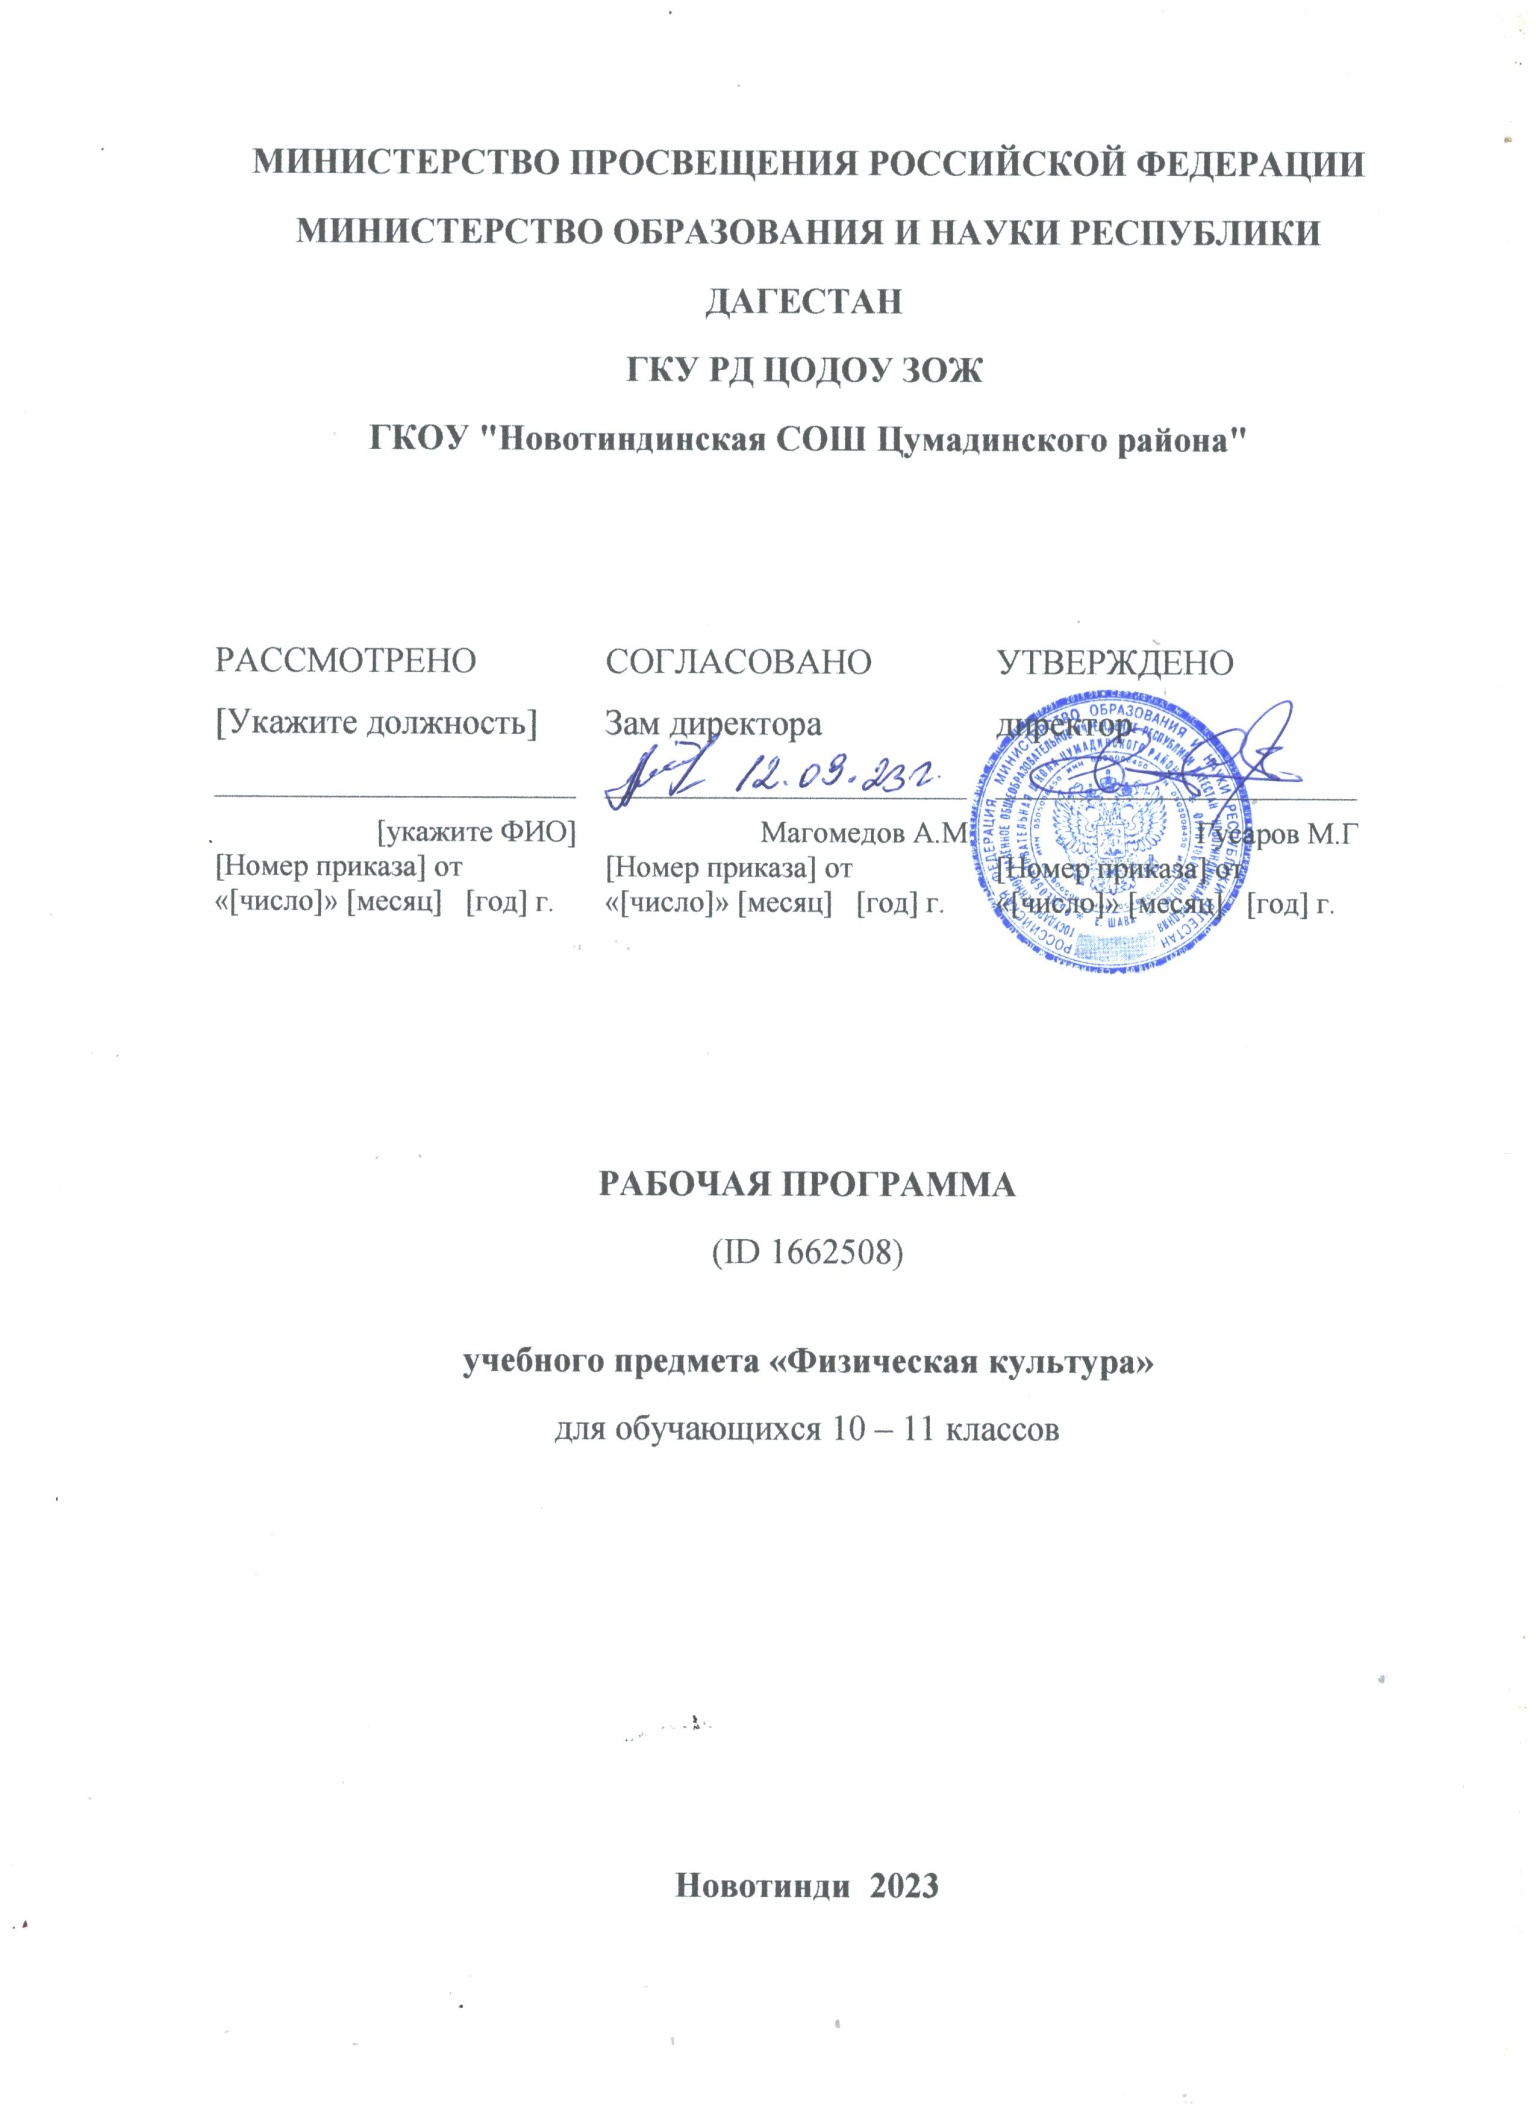 МИНИСТЕРСТВО ПРОСВЕЩЕНИЯ РОССИЙСКОЙ ФЕДЕРАЦИИ
МИНИСТЕРСТВО ОБРАЗОВАНИЯ И НАУКИ РЕСПУБЛИКИ
ДАГЕСТАН
ГКУ РД ЦОДОУ ЗОЖ
ГКОУ "Новотиндинская СОШ Цумадинского района"
РАССМОТРЕНО
[Укажите должность]
[укажите ФИО]
[Номер приказа] от
«[число]» [месяц] [год] г.
СОГЛАСОВАНО
Зам директора
12.09.23г.
Магомедов А.М
[Номер приказа] от
«[число]» [месяц] [год] г.
УТВЕРЖДЕНО
директор
Гусаров М.Г
[Номер приказа] от
«[число]» [месяц] [год] г.
РАБОЧАЯ ПРОГРАММА
(ID 1662508)
учебного предмета «Физическая культура»
для обучающихся 10 – 11 классов
Новотинди 2023